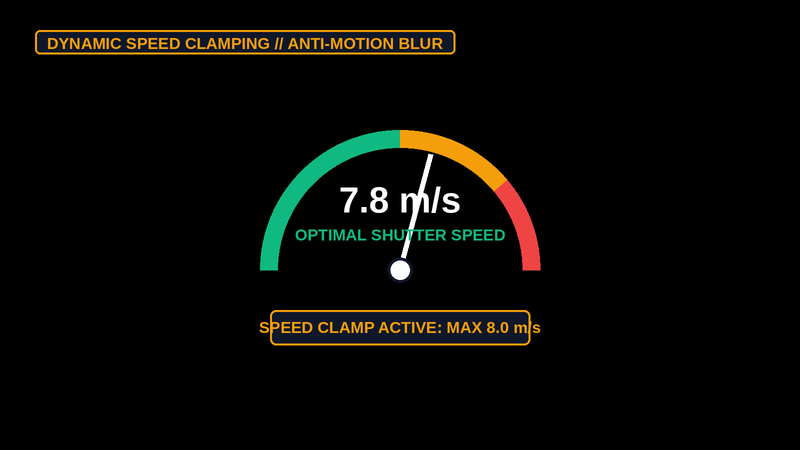 DYNAMIC SPEED CLAMPING // ANTI-MOTION BLUR
7.8 m/s
OPTIMAL SHUTTER SPEED
SPEED CLAMP ACTIVE: MAX 8.0 m/s